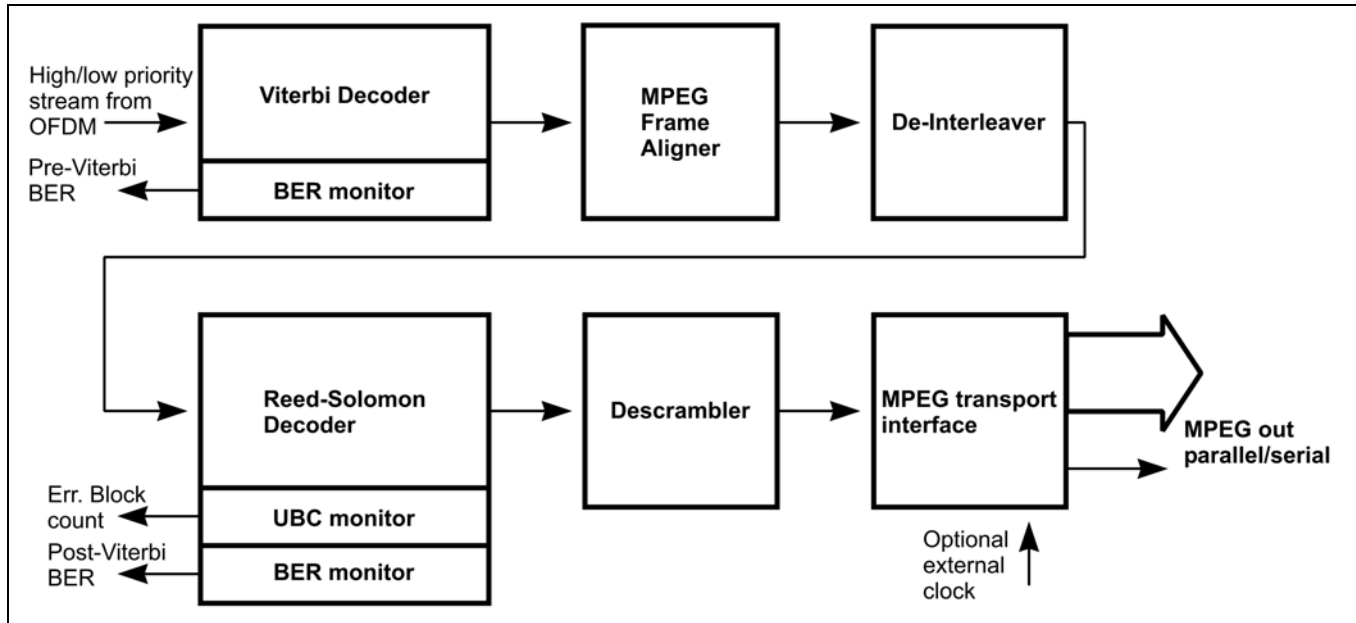 High/low priority
stream from
OFDM
Viterbi Decoder
MPEG
Frame
Aligner
De-Interleaver
Pre-Viterbi
BER
BER monitor
Reed-Solomon
Decoder
Descrambler
MPEG transport
interface
MPEG out
parallel/serial
Err. Block
count
UBC monitor
Post-Viterbi
BER
BER monitor
Optional
external
clock